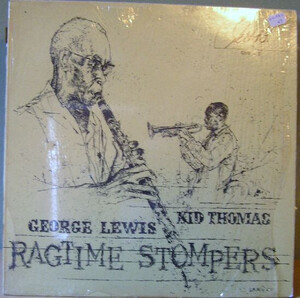 GEORGE LEWIS
KID THOMAS
RAGTIME STOMPERS